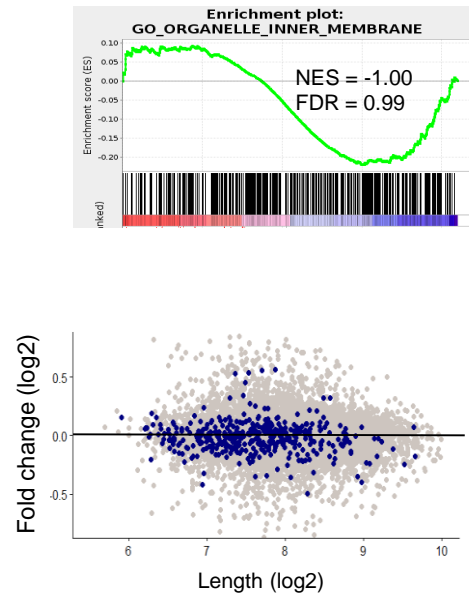 Enrichment plot:
GO_ORGANELLE_INNER_MEMBRANE
Enrichment score (ES)
0.10
0.05
0.00
-0.05
-0.10
-0.15
-0.20
NES = -1.00
FDR = 0.99
nked)
Fold change (log2)
0.5
0.0
-0.5
6
7
8
9
10
Length (log2)